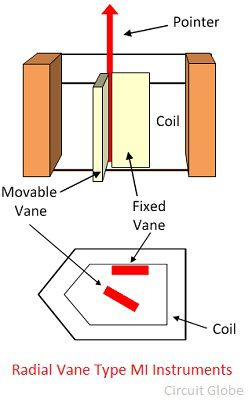 Pointer
Coil
Movable
Vane
Fixed
Vane
Coil
Radial Vane Type MI Instruments
Circuit Globe